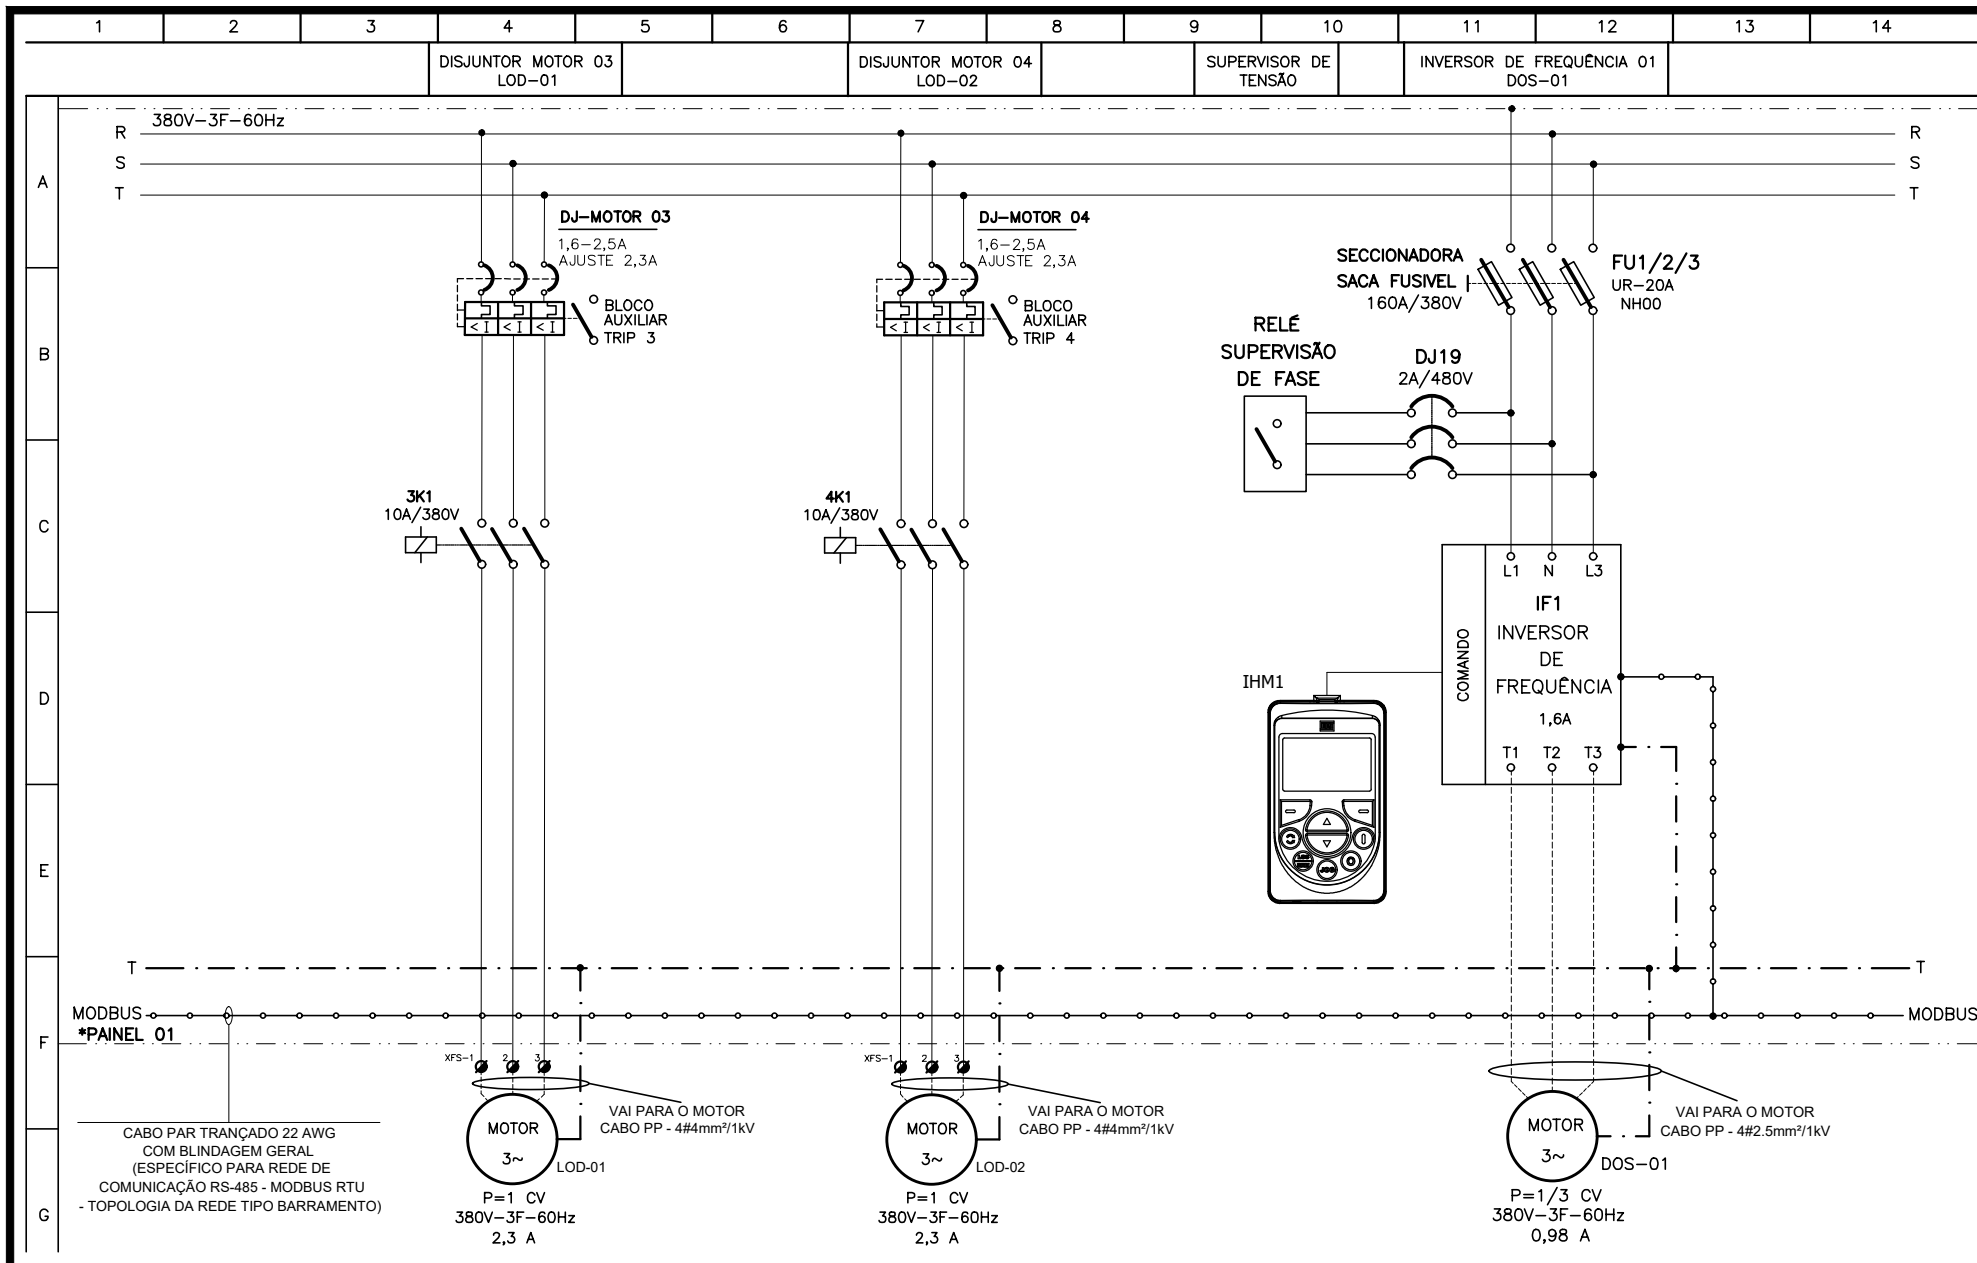 1 2 3 4 5 6 7 8 9 10 11 12 13 14
DISJUNTOR MOTOR 03
LOD-01
DISJUNTOR MOTOR 04
LOD-02
SUPERVISOR DE
TENSÃO
INVERSOR DE FREQUÊNCIA 01
DOS-01
A
B
C
D
E
F
G
380V-3F-60Hz
R R
S S
T T
DJ-MOTOR 03
1,6-2,5A
AJUSTE 2,3A
< I < I < I
BLOCO
AUXILIAR
TRIP 3
DJ-MOTOR 04
1,6-2,5A
AJUSTE 2,3A
< I < I < I
BLOCO
AUXILIAR
TRIP 4
SECCIONADORA
SACA FUSIVEL
160A/380V
FU1/2/3
UR-20A
NH00
RELÉ
SUPERVISÃO
DE FASE
DJ19
2A/480V
3K1
10A/380V
4K1
10A/380V
L1 N L3
IF1
INVERSOR
DE
FREQUÊNCIA
1,6A
T1 T2 T3
COMANDO
IHM1
JOG
T T
MODBUS MODBUS
*PAINEL 01
XFS-1 2 3
XFS-1 2 3
VAI PARA O MOTOR
CABO PP - 4#4mm²/1kV
VAI PARA O MOTOR
CABO PP - 4#4mm²/1kV
VAI PARA O MOTOR
CABO PP - 4#2.5mm²/1kV
CABO PAR TRANÇADO 22 AWG
COM BLINDAGEM GERAL
(ESPECÍFICO PARA REDE DE
COMUNICAÇÃO RS-485 - MODBUS RTU
- TOPOLOGIA DA REDE TIPO BARRAMENTO)
MOTOR
3~
LOD-01
P=1 CV
380V-3F-60Hz
2,3 A
MOTOR
3~
LOD-02
P=1 CV
380V-3F-60Hz
2,3 A
MOTOR
3~
DOS-01
P=1/3 CV
380V-3F-60Hz
0,98 A